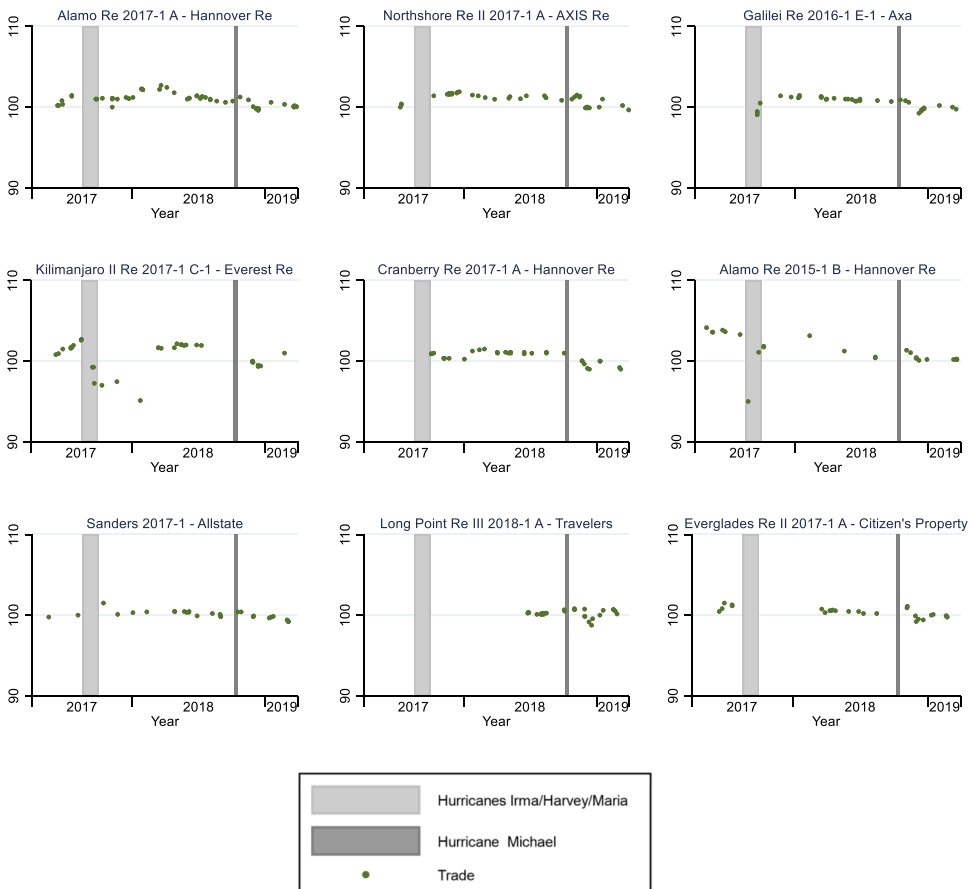 Alamo Re 2017-1 A - Hannover Re
110
100
90
2017 2018 2019
Year
Northshore Re II 2017-1 A - AXIS Re
110
100
90
2017 2018 2019
Year
Galilei Re 2016-1 E-1 - Axa
110
100
90
2017 2018 2019
Year
Kilimanjaro II Re 2017-1 C-1 - Everest Re
110
100
90
2017 2018 2019
Year
Cranberry Re 2017-1 A - Hannover Re
110
100
90
2017 2018 2019
Year
Alamo Re 2015-1 B - Hannover Re
110
100
90
2017 2018 2019
Year
Sanders 2017-1 - Allstate
110
100
90
2017 2018 2019
Year
Long Point Re III 2018-1 A - Travelers
110
100
90
2017 2018 2019
Year
Everglades Re II 2017-1 A - Citizen's Property
110
100
90
2017 2018 2019
Year
Hurricanes Irma/Harvey/Maria
Hurricane Michael
Trade